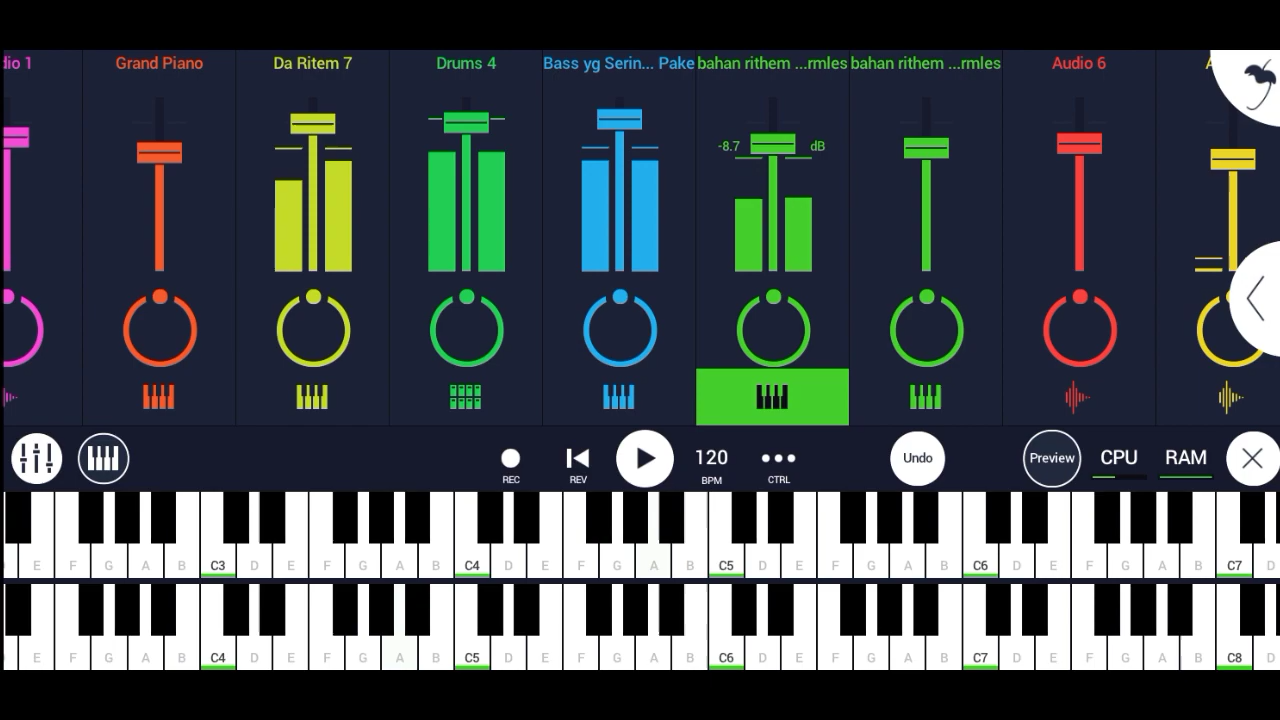 dio 1 Grand Piano Da Ritem 7 Drums 4 Bass yg Serin... Pake bahan rithem ...rmles bahan rithem ...rmles Audio 6 A
-8.7 dB
REC REV 120 BPM CTRL Undo Preview CPU RAM
E F G A B C3 D E F G A B C4 D E F G A B C5 D E F G A B C6 D E F G A B C7 D
E F G A B C4 D E F G A B C5 D E F G A B C6 D E F G A B C7 D E F G A B C8 D